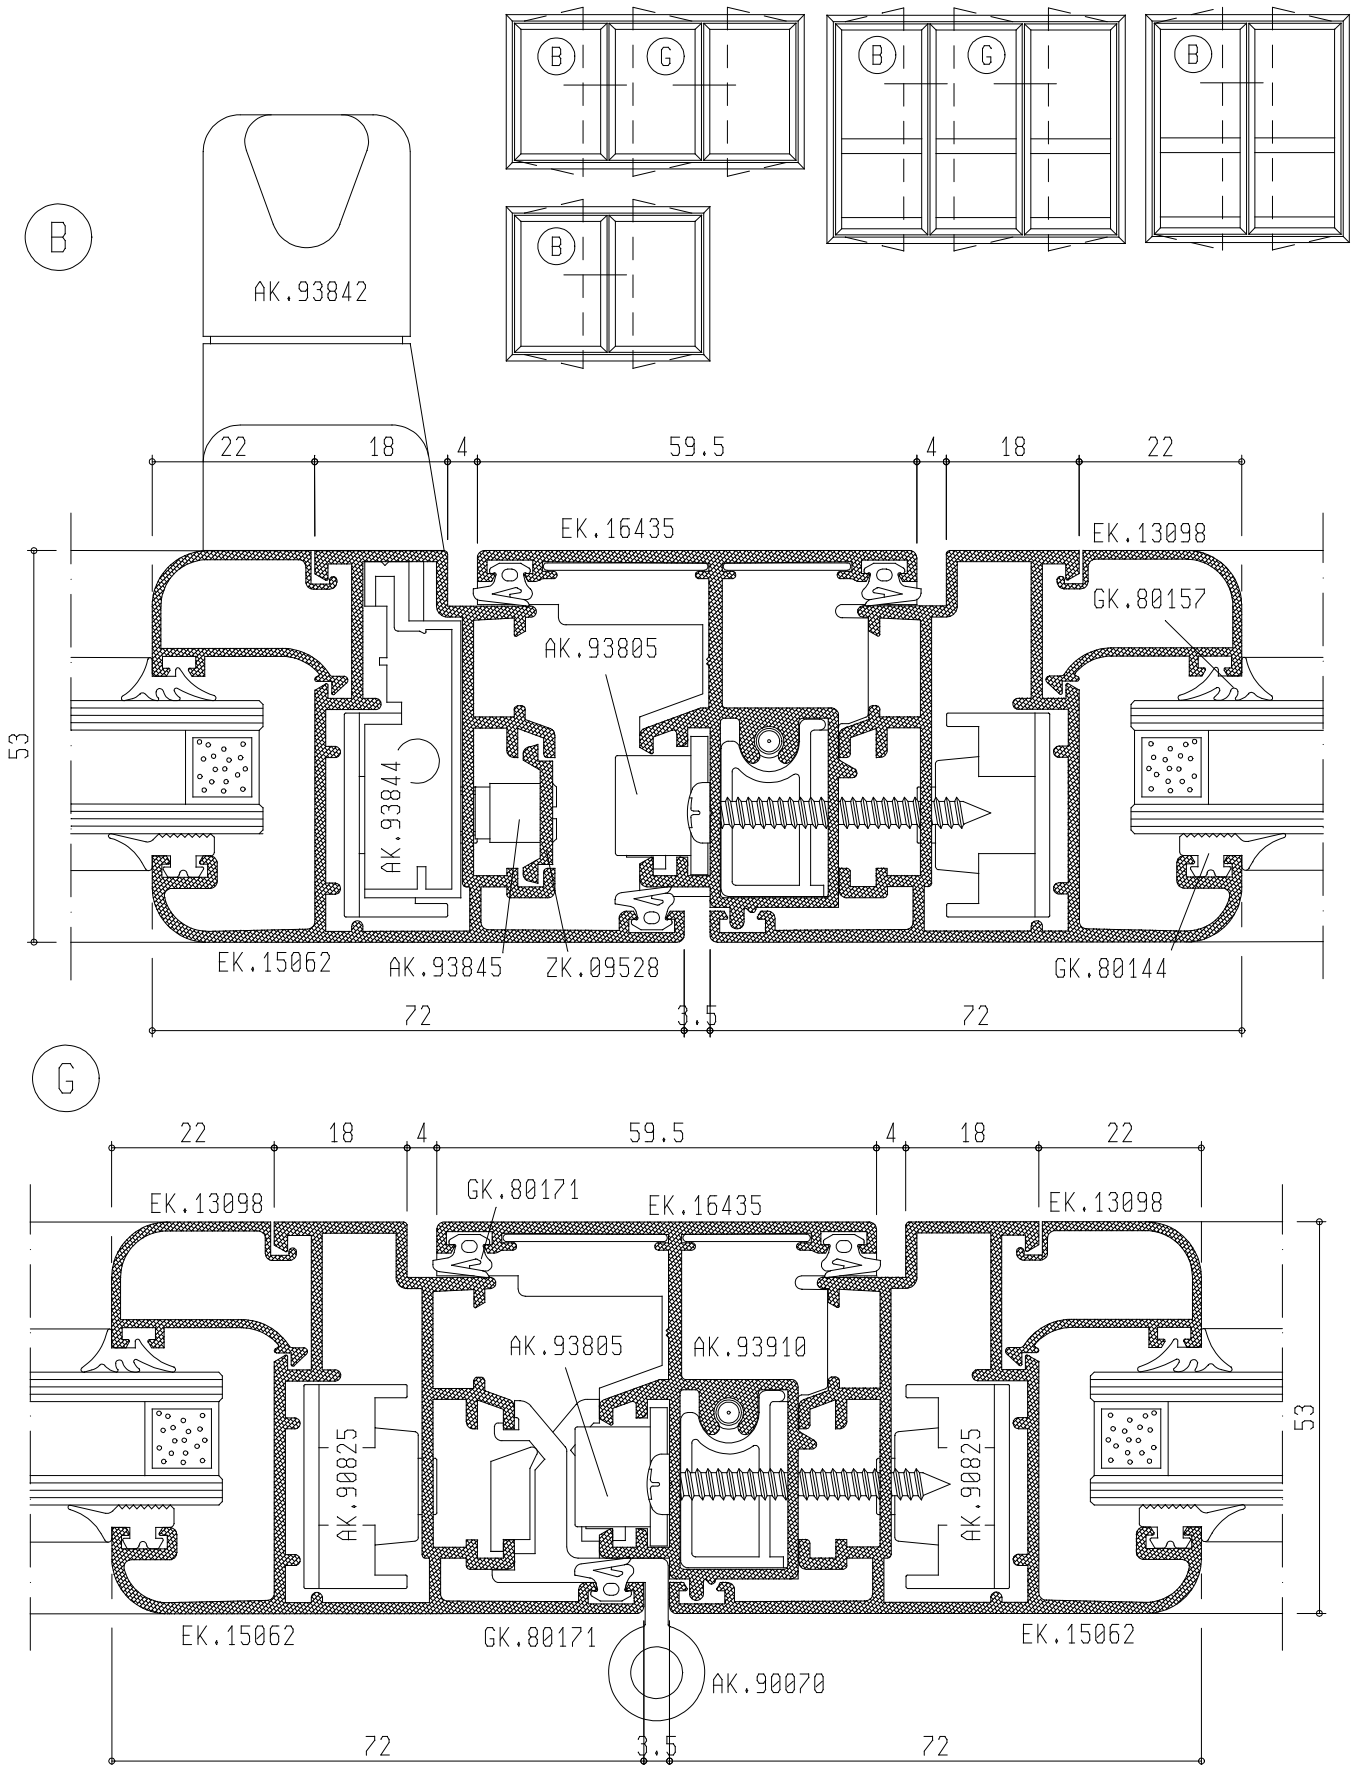 B G B G B
B
B
AK.93842
22 18 4 59.5 4 18 22
EK.16435 EK.13098
GK.80157
AK.93805
53
AK.93844
EK.15062 AK.93845 ZK.09528 GK.80144
72 3.5 72
G
22 18 4 59.5 4 18 22
EK.13098 GK.80171 EK.16435 EK.13098
AK.93805 AK.93910
53
AK.90825 AK.90825
EK.15062 GK.80171 EK.15062
AK.90070
72 3.5 72